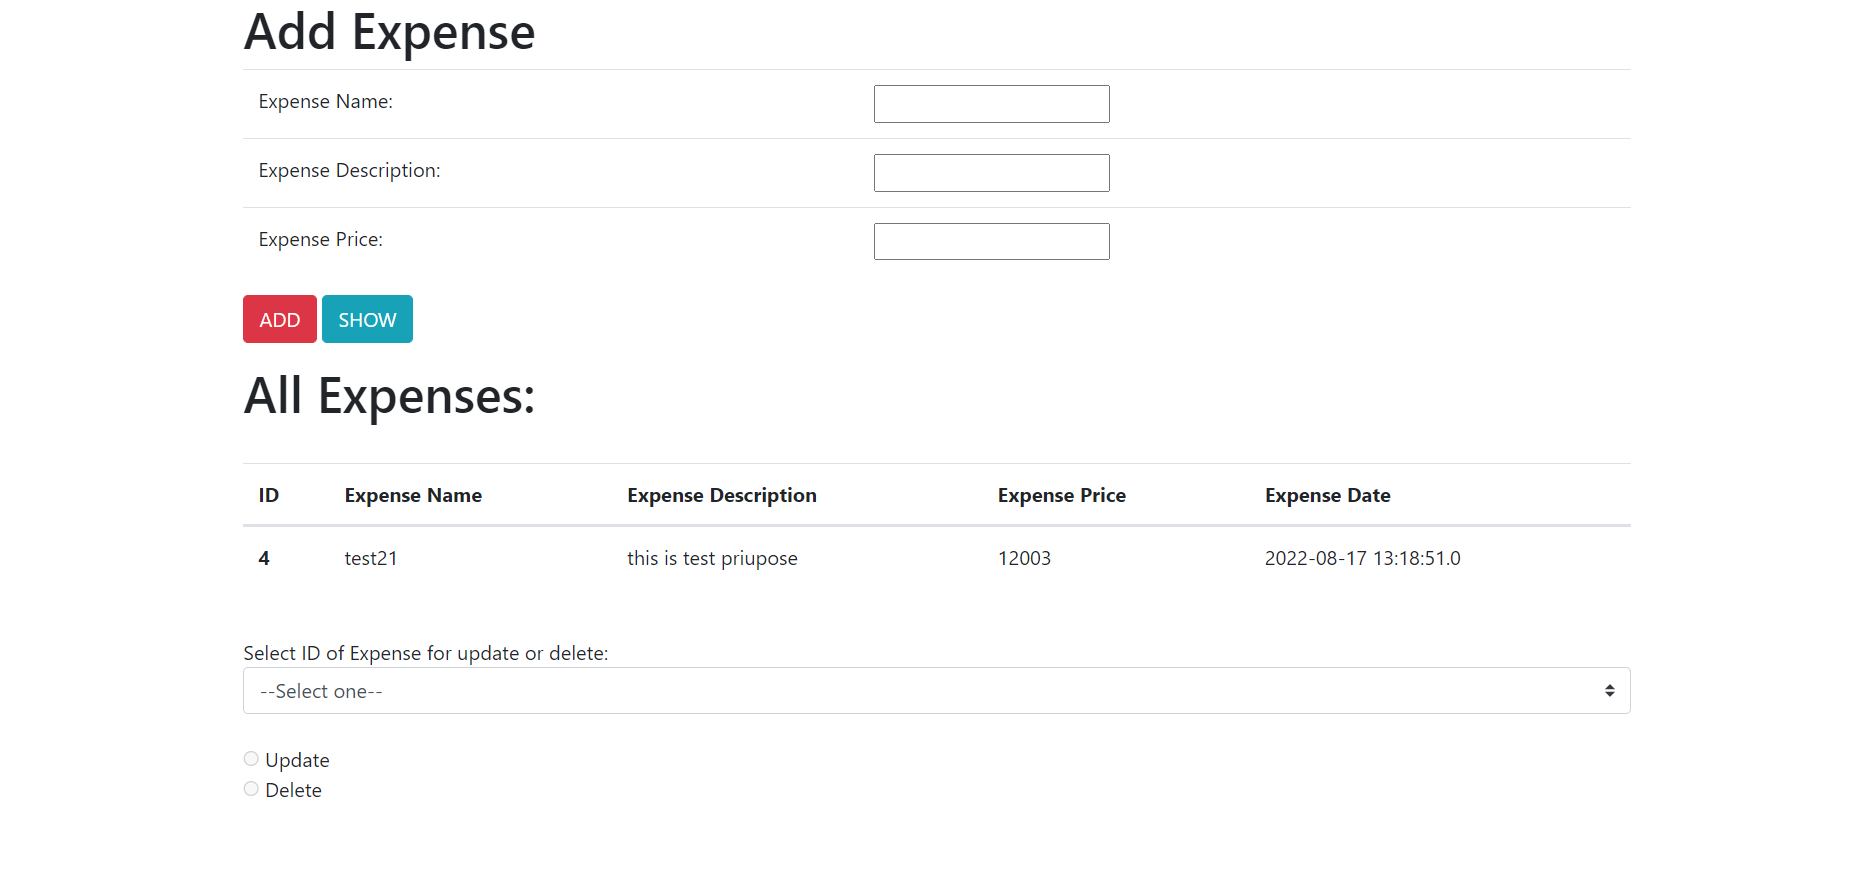 Add Expense
Expense Name:
Expense Description:
Expense Price:
ADD SHOW
All Expenses:
ID Expense Name Expense Description Expense Price Expense Date
4 test21 this is test priupose 12003 2022-08-17 13:18:51.0
Select ID of Expense for update or delete:
--Select one--
Update
Delete